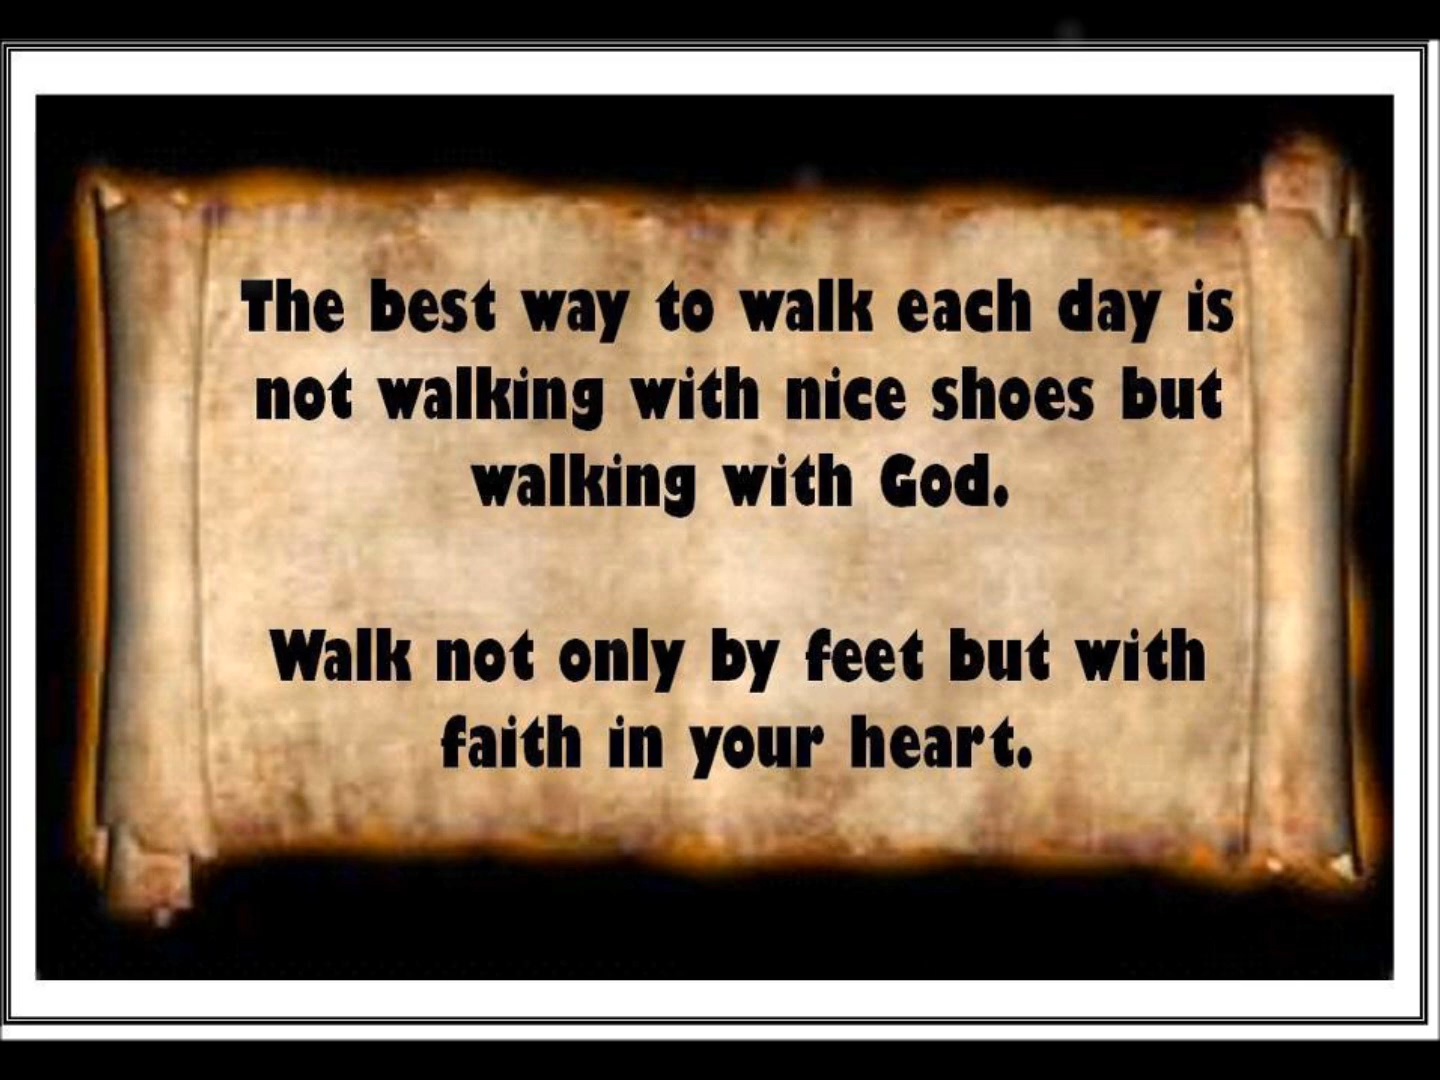 The best way to walk each day is
not walking with nice shoes but
walking with God.
Walk not only by feet but with
faith in your heart.